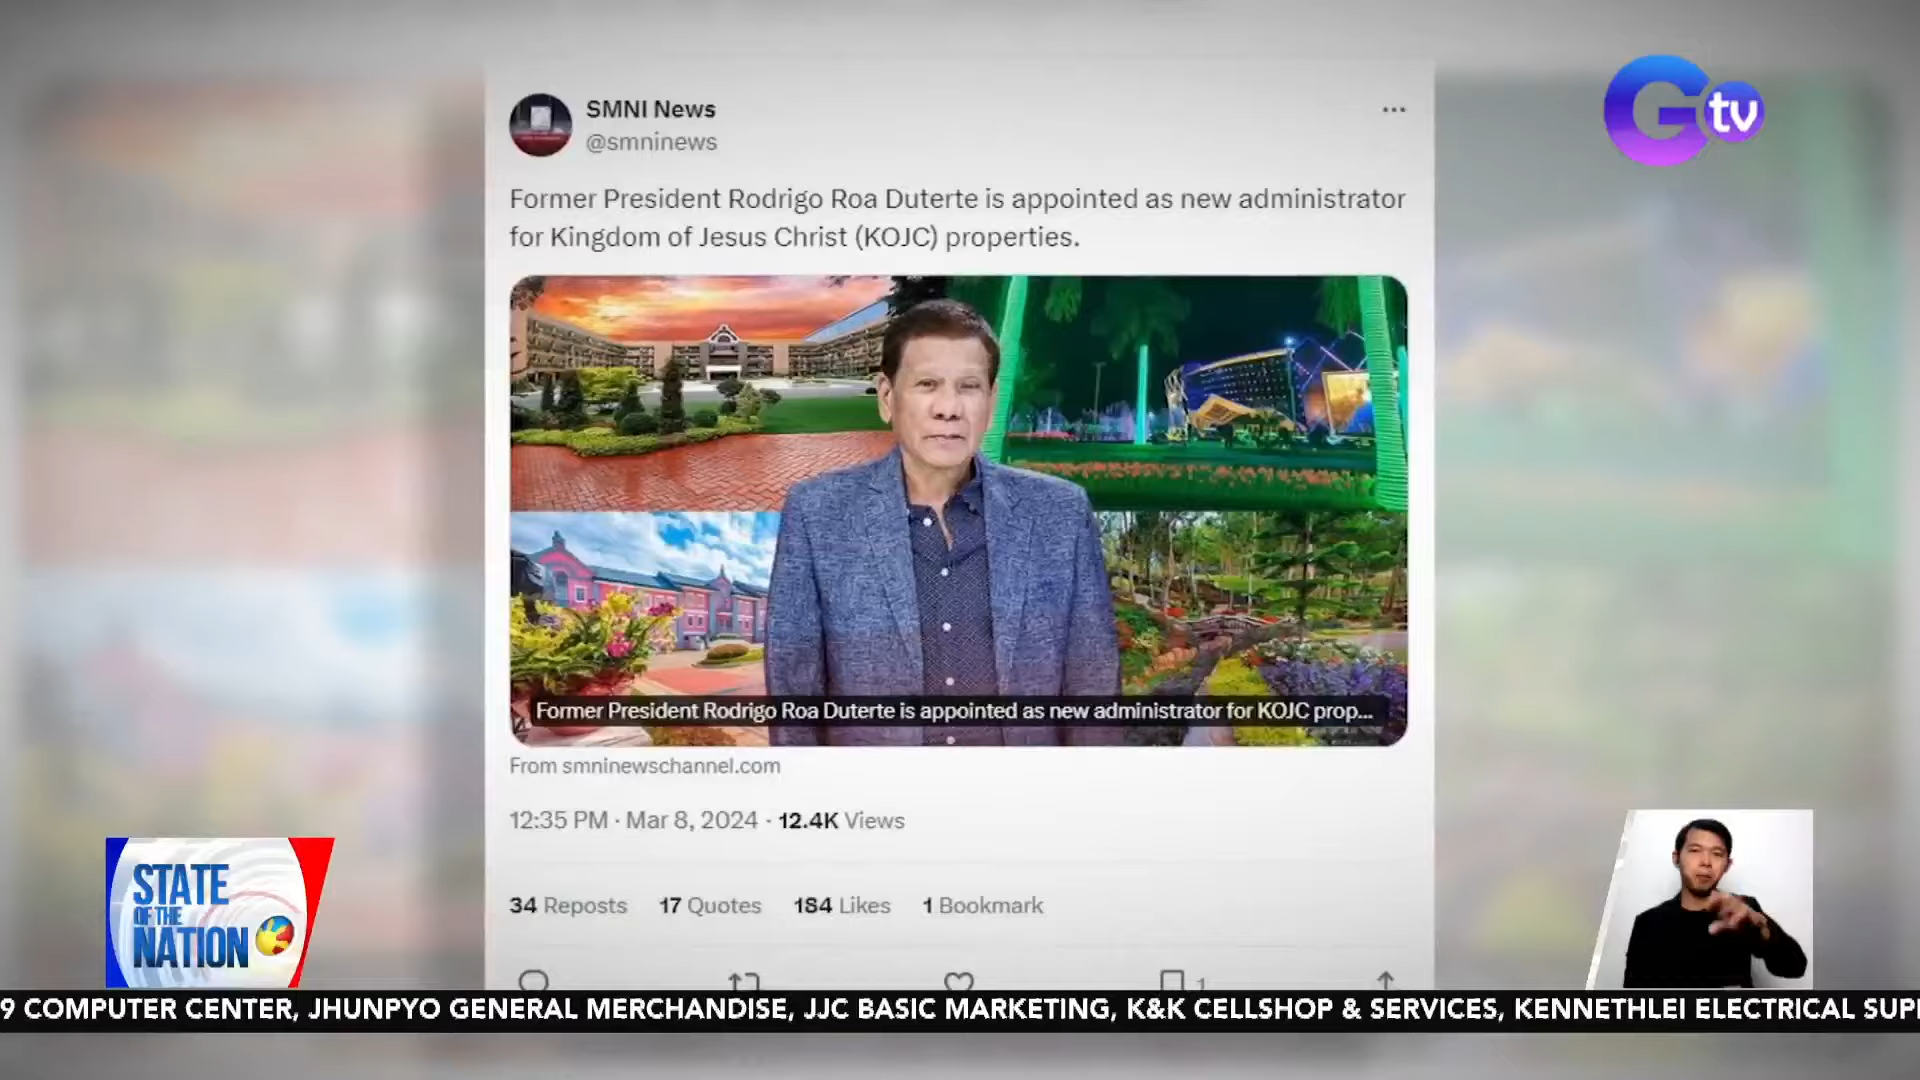 SMNI News
@smninews
Former President Rodrigo Roa Duterte is appointed as new administrator
for Kingdom of Jesus Christ (KOJC) properties.
Former President Rodrigo Roa Duterte is appointed as new administrator for KOJC prop...
From smninewschannel.com
12:35 PM · Mar 8, 2024 · 12.4K Views
34 Reposts 17 Quotes 184 Likes 1 Bookmark
1
G tv
STATE
OF THE
NATION
9 COMPUTER CENTER, JHUNPYO GENERAL MERCHANDISE, JJC BASIC MARKETING, K&K CELLSHOP & SERVICES, KENNETHLEI ELECTRICAL SUP